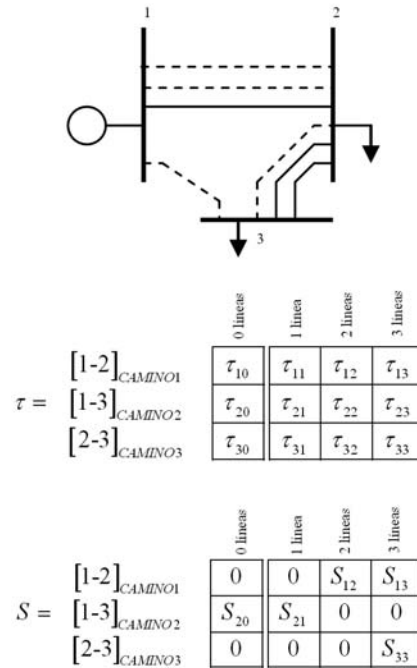 1 2
3
0 lineas 1 linea 2 lineas 3 lineas
τ =
[1-2]CAMINO1 τ10 τ11 τ12 τ13
[1-3]CAMINO2 τ20 τ21 τ22 τ23
[2-3]CAMINO3 τ30 τ31 τ32 τ33
0 lineas 1 linea 2 lineas 3 lineas
S =
[1-2]CAMINO1 0 0 S12 S13
[1-3]CAMINO2 S20 S21 0 0
[2-3]CAMINO3 0 0 0 S33